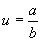 u = a/b